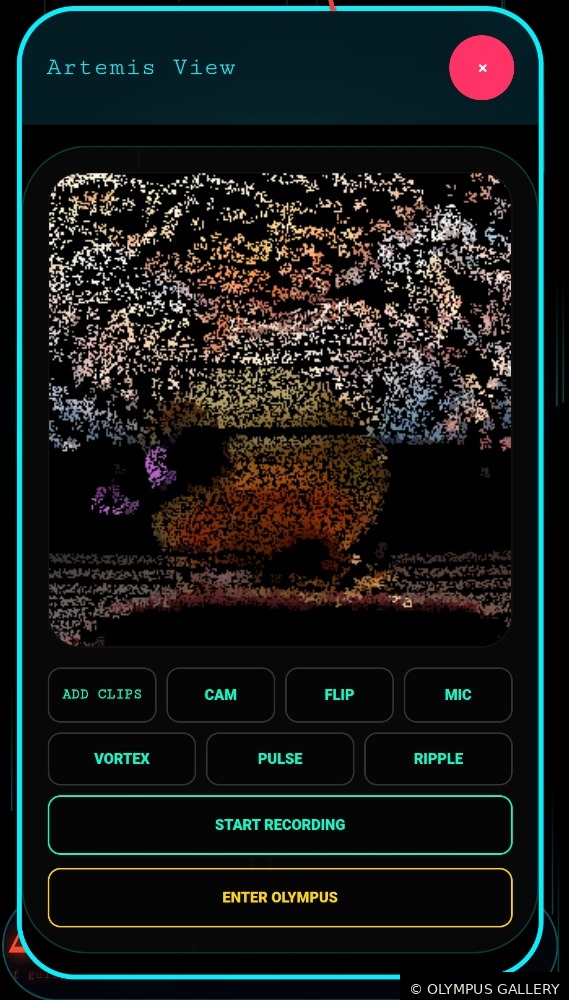 Artemis View
×
ADD CLIPS
CAM
FLIP
MIC
VORTEX
PULSE
RIPPLE
START RECORDING
ENTER OLYMPUS
© OLYMPUS GALLERY